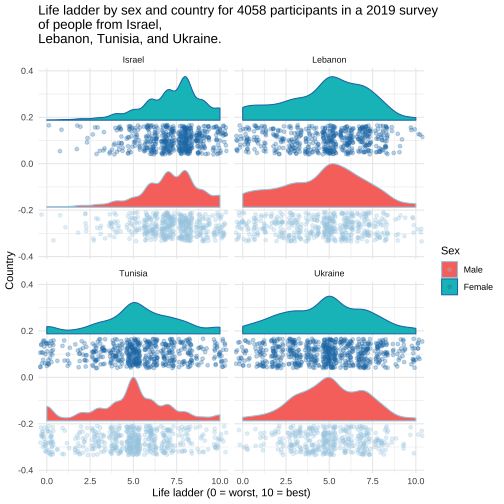 Life ladder by sex and country for 4058 participants in a 2019 survey
of people from Israel,
Lebanon, Tunisia, and Ukraine.
Israel
Lebanon
0.4
0.2
0.0
-0.2
-0.4
Tunisia
Ukraine
0.4
0.2
0.0
-0.2
-0.4
0.0
2.5
5.0
7.5
10.0
0.0
2.5
5.0
7.5
10.0
Country
Life ladder (0 = worst, 10 = best)
Sex
Male
Female